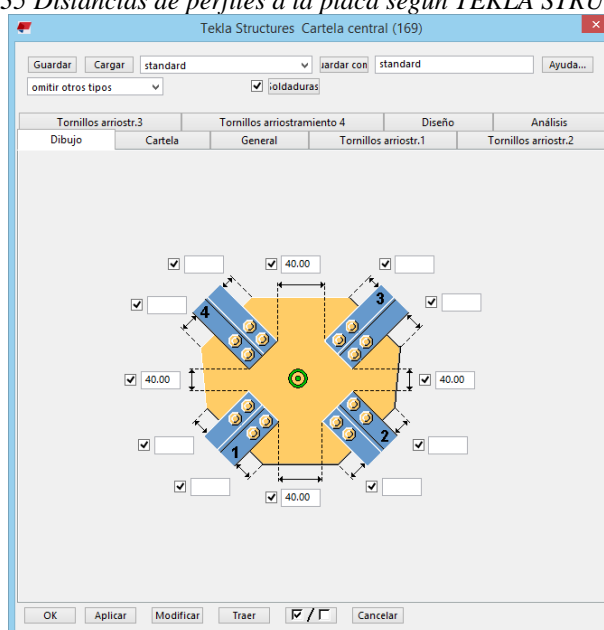 55 Distancias de perfiles a la placa según TEKLA STRU
Tekla Structures Cartela central (169)
Guardar Cargar standard uardar con standard Ayuda...
omitir otros tipos oldaduras
Tornillos arriostr.3 Tornillos arriostramiento 4 Diseño Análisis
Dibujo Cartela General Tornillos arriostr.1 Tornillos arriostr.2
40.00
4 3
40.00 40.00
1 2
40.00
OK Aplicar Modificar Traer / Cancelar